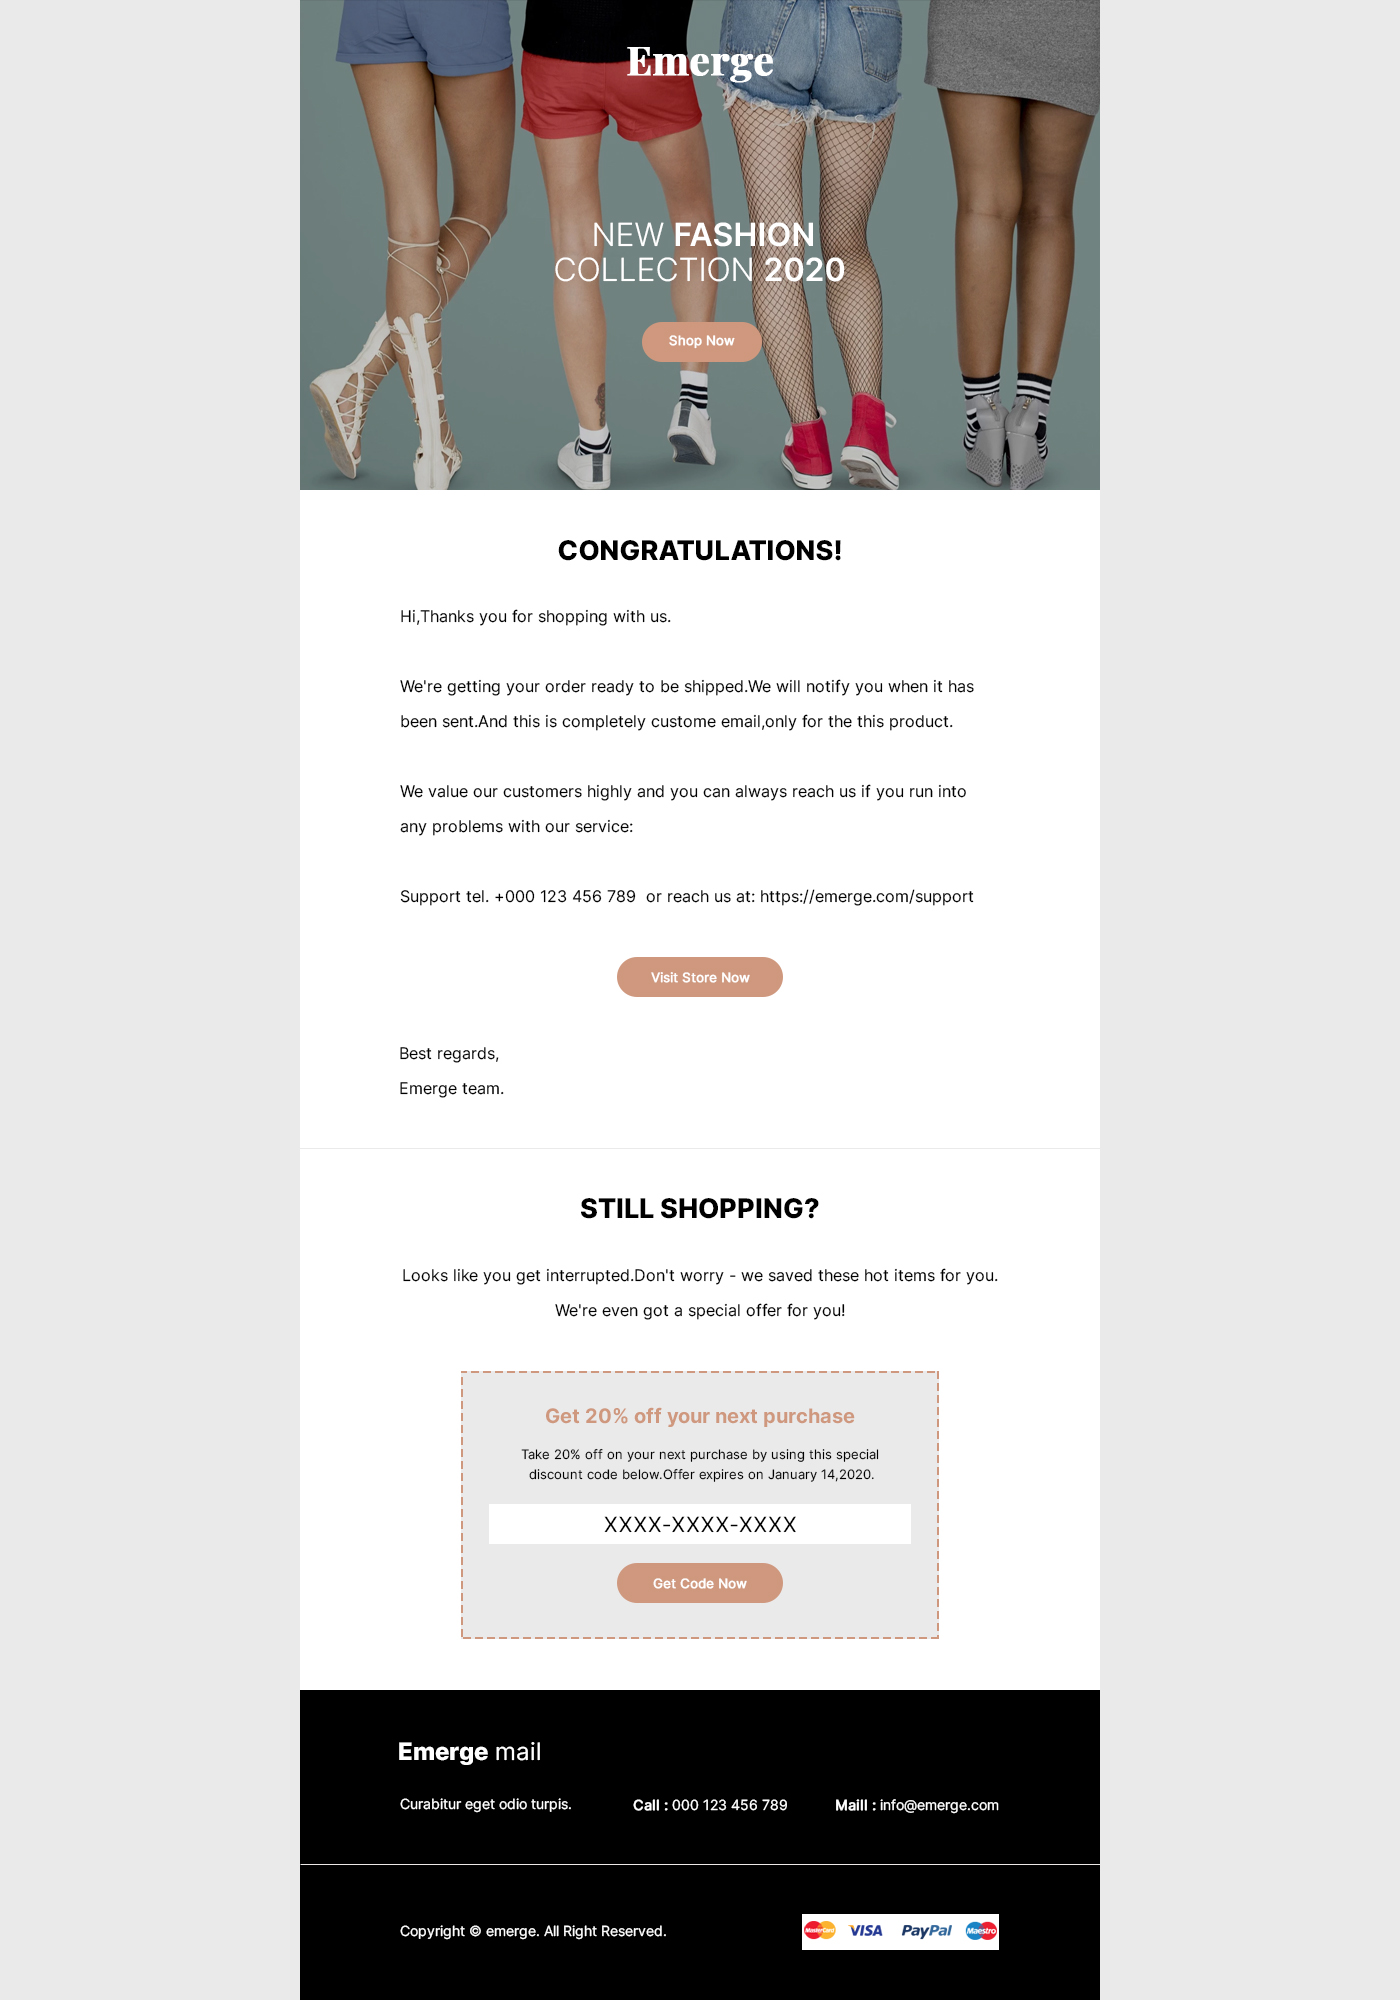 Emerge
NEW FASHION
COLLECTION 2020
Shop Now
CONGRATULATIONS!
Hi,Thanks you for shopping with us.
We're getting your order ready to be shipped.We will notify you when it has
been sent.And this is completely custome email,only for the this product.
We value our customers highly and you can always reach us if you run into
any problems with our service:
Support tel. +000 123 456 789  or reach us at: https://emerge.com/support
Visit Store Now
Best regards,
Emerge team.
STILL SHOPPING?
Looks like you get interrupted.Don't worry - we saved these hot items for you.
We're even got a special offer for you!
Get 20% off your next purchase
Take 20% off on your next purchase by using this special
discount code below.Offer expires on January 14,2020.
XXXX-XXXX-XXXX
Get Code Now
Emerge mail
Curabitur eget odio turpis. Call : 000 123 456 789 Maill : info@emerge.com
Copyright © emerge. All Right Reserved. MasterCard VISA PayPal Maestro